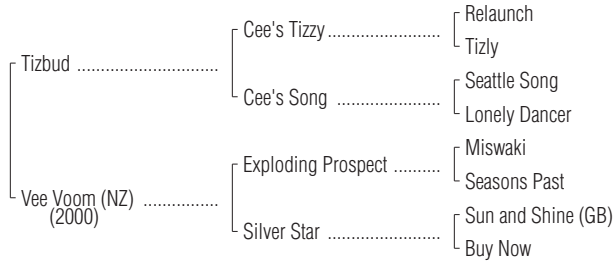 Relaunch
Cee's Tizzy
Tizly
Tizbud
Seattle Song
Cee's Song
Lonely Dancer
Miswaki
Exploding Prospect
Seasons Past
Vee Voom (NZ)
(2000)
Sun and Shine (GB)
Silver Star
Buy Now